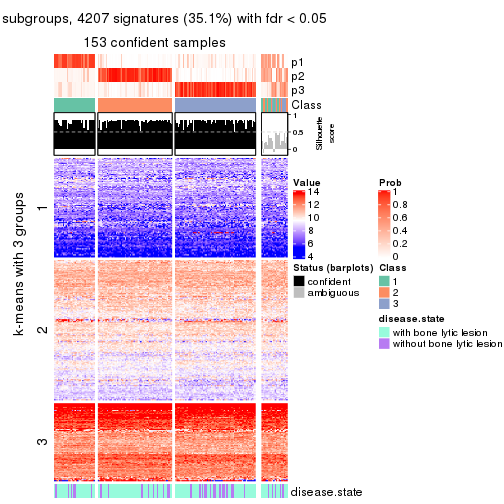 subgroups, 4207 signatures (35.1%) with fdr < 0.05
153 confident samples
p1
p2
p3
Class
1
0.5
0
Silhouette
score
k-means with 3 groups
1
2
3
disease.state
Value
14
12
10
8
6
4
Prob
1
0.8
0.6
0.4
0.2
0
Status (barplots)
confident
ambiguous
Class
1
2
3
disease.state
with bone lytic lesion
without bone lytic lesion